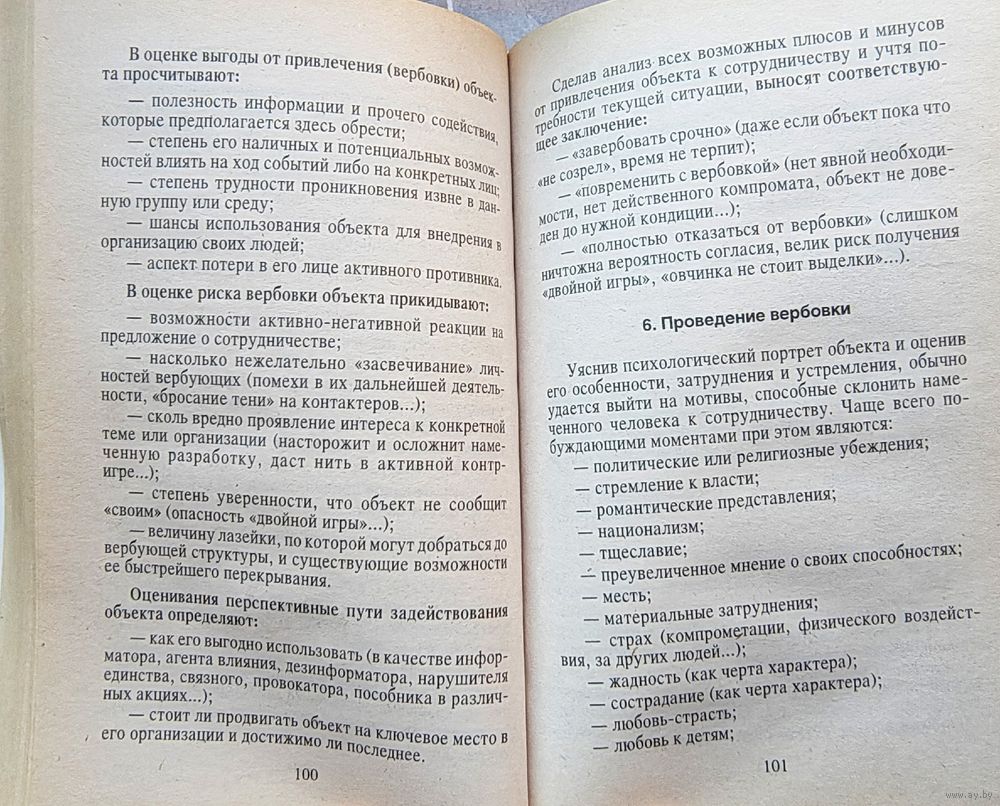 В оценке выгоды от привлечения (вербовки) объек-
та просчитывают:
— полезность информации и прочего содействия,
которые предполагается здесь обрести;
— степень его наличных и потенциальных возмож-
ностей влиять на ход событий либо на конкретных лиц;
— степень трудности проникновения извне в дан-
ную группу или среду;
— шансы использования объекта для внедрения в
организацию своих людей;
— аспект потери в его лице активного противника.
В оценке риска вербовки объекта прикидывают:
— возможности активно-негативной реакции на
предложение о сотрудничестве;
— насколько нежелательно «засвечивание» лич-
ностей вербующих (помехи в их дальнейшей деятель-
ности, «бросание тени» на контактеров...);
— сколь вредно проявление интереса к конкретной
теме или организации (насторожит и осложнит наме-
ченную разработку, даст нить в активной контр-
игре...);
— степень уверенности, что объект не сообщит
«своим» (опасность «двойной игры»...);
— величину лазейки, по которой могут добраться до
вербующей структуры, и существующие возможности
ее быстрейшего перекрывания.
Оценивания перспективные пути задействования
объекта определяют:
— как его выгодно использовать (в качестве инфор-
матора, агента влияния, дезинформатора, нарушителя
единства, связного, провокатора, пособника в различ-
ных акциях...);
— стоит ли продвигать объект на ключевое место в
его организации и достижимо ли последнее.
100
Сделав анализ всех возможных плюсов и минусов
от привлечения объекта к сотрудничеству и учтя по-
требности текущей ситуации, выносят соответствую-
щее заключение:
— «завербовать срочно» (даже если объект пока что
«не созрел», время не терпит);
— «повременить с вербовкой» (нет явной необходи-
мости, нет действенного компромата, объект не дове-
ден до нужной кондиции...);
— «полностью отказаться от вербовки» (слишком
ничтожна вероятность согласия, велик риск получения
«двойной игры», «овчинка не стоит выделки»...).
6. Проведение вербовки
Уяснив психологический портрет объекта и оценив
его особенности, затруднения и устремления, обычно
удается выйти на мотивы, способные склонить наме-
ченного человека к сотрудничеству. Чаще всего по-
буждающими моментами при этом являются:
— политические или религиозные убеждения;
— стремление к власти;
— романтические представления;
— национализм;
— тщеславие;
— преувеличенное мнение о своих способностях;
— месть;
— материальные затруднения;
— страх (компрометации, физического воздейст-
вия, за других людей...);
— жадность (как черта характера);
— сострадание (как черта характера);
— любовь-страсть;
— любовь к детям;
101
www.ay.by